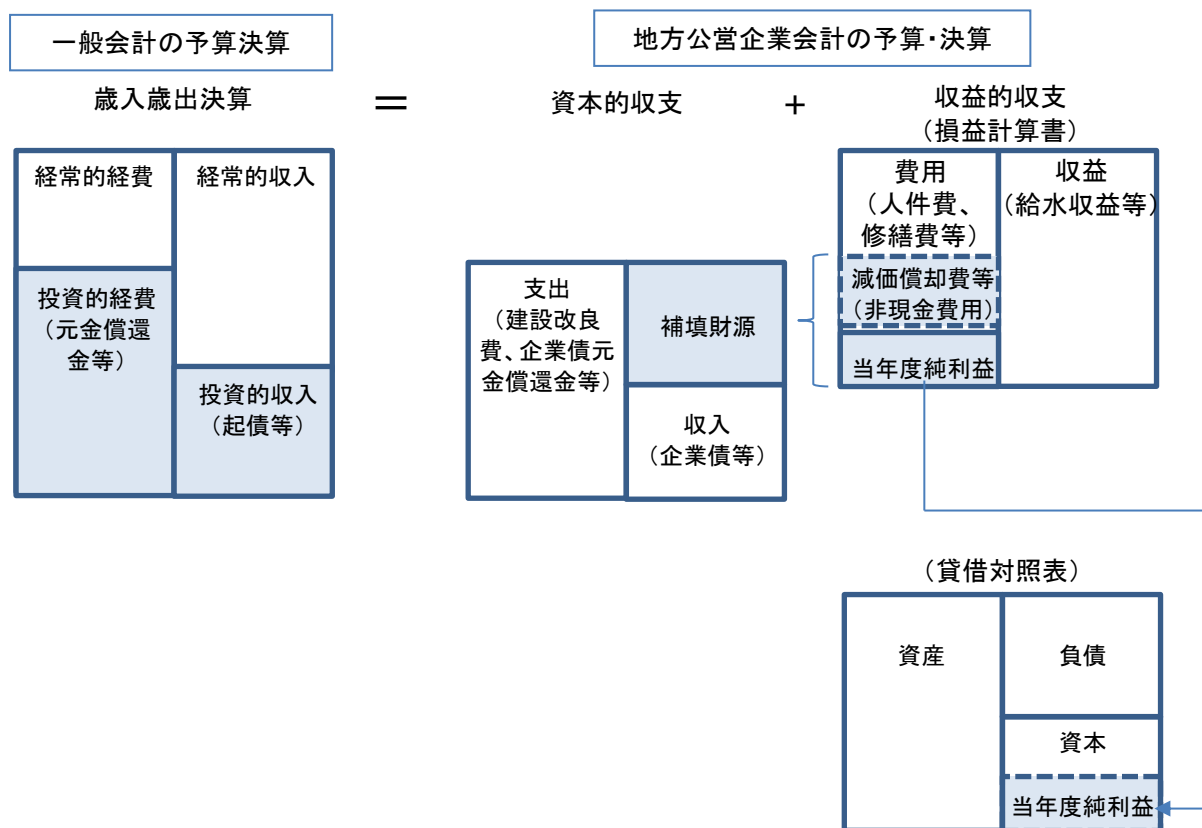 一般会計の予算決算
地方公営企業会計の予算・決算
歳入歳出決算
＝
資本的収支
+
収益的収支
（損益計算書）
経常的経費
経常的収入
投資的経費
（元金償還
金等）
投資的収入
（起債等）
支出
（建設改良
費、企業債元
金償還金等）
補填財源
収入
（企業債等）
費用
（人件費、
修繕費等）
減価償却費等
（非現金費用）
当年度純利益
収益
（給水収益等）
（貸借対照表）
資産
負債
資本
当年度純利益